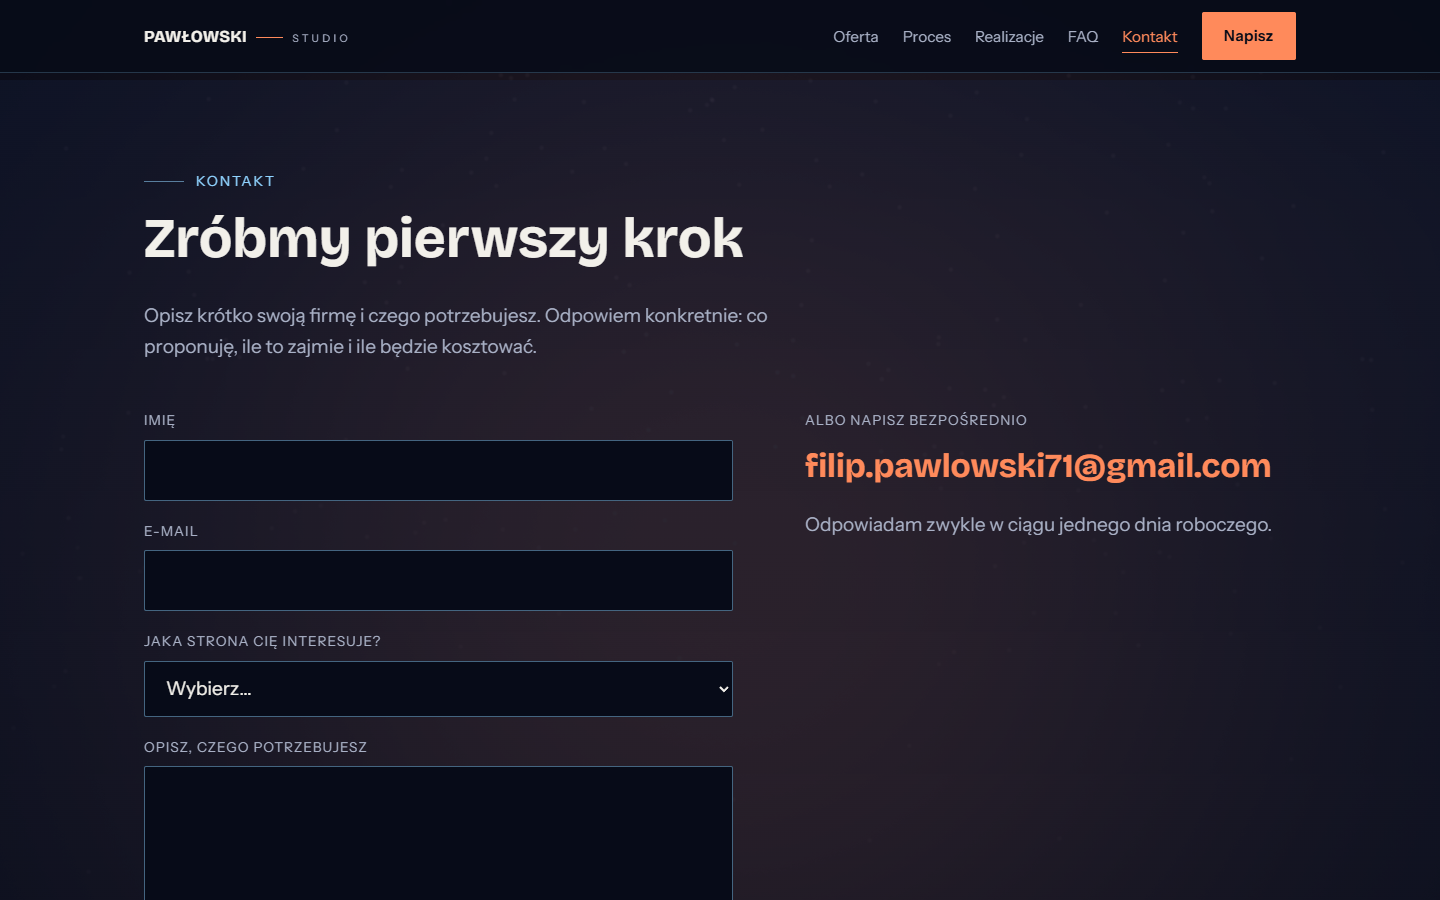 PAWŁOWSKI STUDIO
Oferta Proces Realizacje FAQ Kontakt Napisz
KONTAKT
Zróbmy pierwszy krok
Opisz krótko swoją firmę i czego potrzebujesz. Odpowiem konkretnie: co
proponuję, ile to zajmie i ile będzie kosztować.
IMIĘ
E-MAIL
JAKA STRONA CIĘ INTERESUJE?
Wybierz...
OPISZ, CZEGO POTRZEBUJESZ
ALBO NAPISZ BEZPOŚREDNIO
filip.pawlowski71@gmail.com
Odpowiadam zwykle w ciągu jednego dnia roboczego.